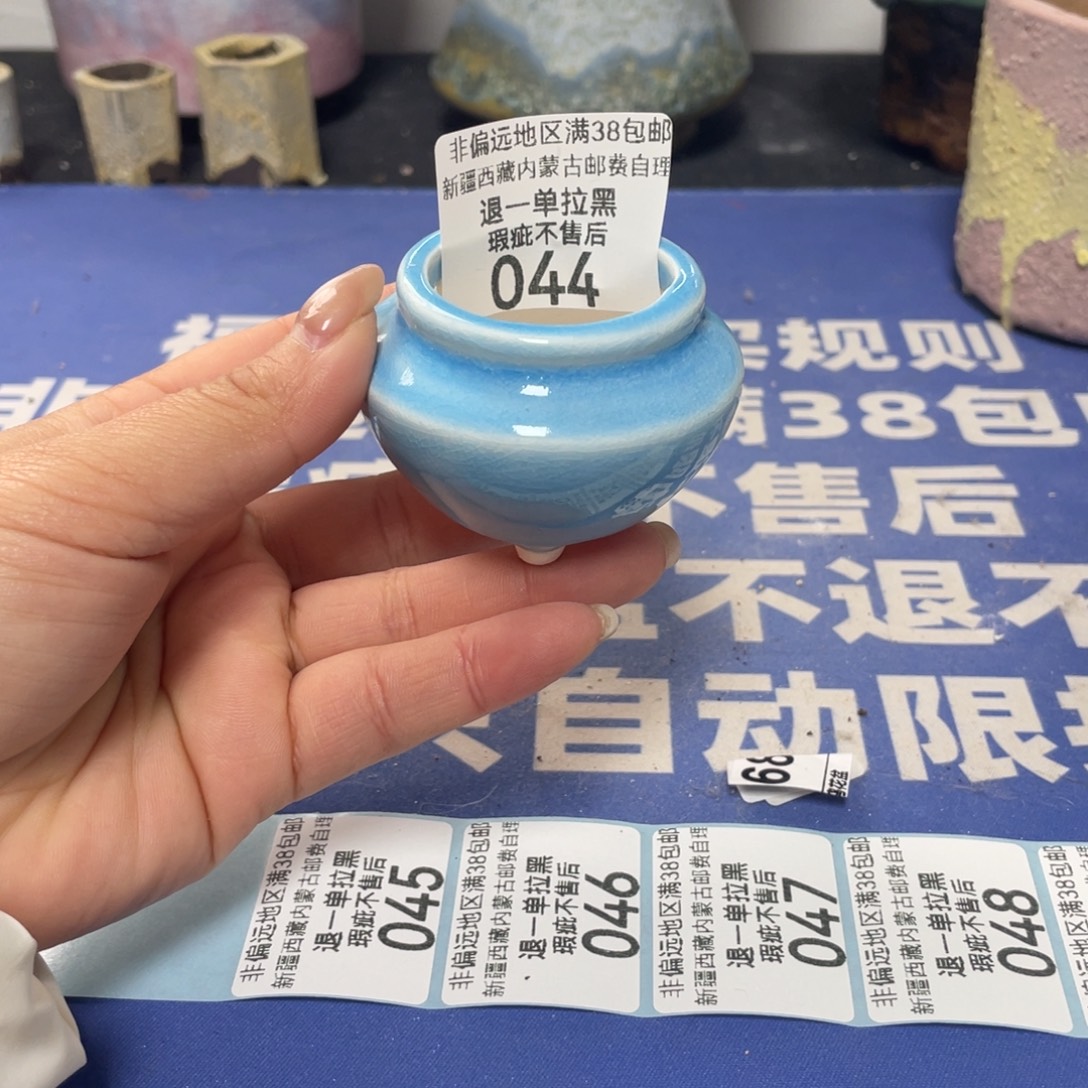 非偏远地区满38包邮
新疆西藏内蒙古邮费自理
退一单拉黑
瑕疵不售后
044
规则
满38包
不售后
不退不
自动限
68
非偏远地区满38包邮
新疆西藏内蒙古邮费自理
退一单拉黑
瑕疵不售后
045
非偏远地区满38包邮
新疆西藏内蒙古邮费自理
退一单拉黑
瑕疵不售后
046
非偏远地区满38包邮
新疆西藏内蒙古邮费自理
退一单拉黑
瑕疵不售后
047
非偏远地区满38包邮
新疆西藏内蒙古邮费自理
退一单拉黑
瑕疵不售后
048